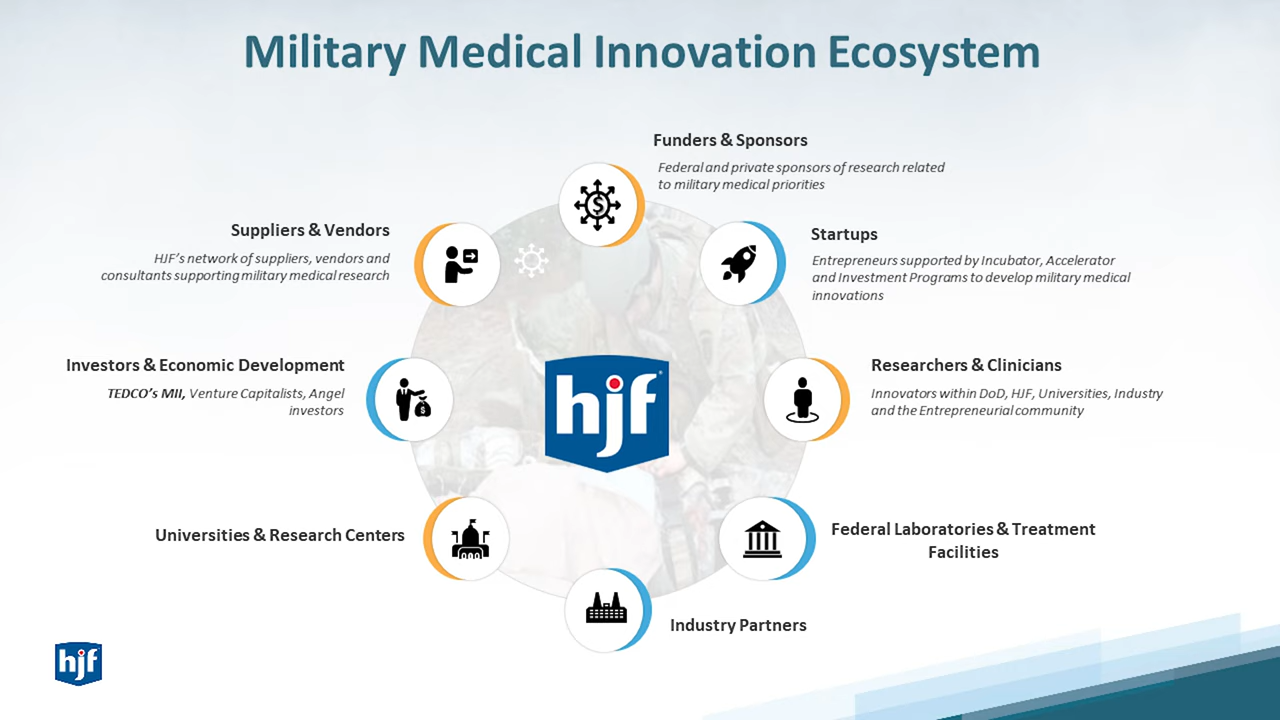 Military Medical Innovation Ecosystem
Funders & Sponsors
Federal and private sponsors of research related
to military medical priorities
Suppliers & Vendors
HJF's network of suppliers, vendors and
consultants supporting military medical research
Startups
Entrepreneurs supported by Incubator, Accelerator
and Investment Programs to develop military medical
innovations
Investors & Economic Development
TEDCO's MII, Venture Capitalists, Angel
investors
hjf
Researchers & Clinicians
Innovators within DoD, HJF, Universities, Industry
and the Entrepreneurial community
Universities & Research Centers
Federal Laboratories & Treatment
Facilities
Industry Partners
hjf